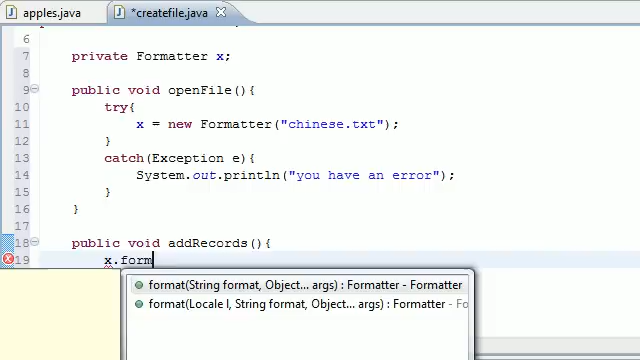 apples.java
*createfile.java
6
7 private Formatter x;
8
9 public void openFile(){
10 try{
11 x = new Formatter("chinese.txt");
12 }
13 catch(Exception e){
14 System.out.println("you have an error");
15 }
16 }
17
18 public void addRecords(){
19 x.form
format(String format, Object... args) : Formatter - Formatter
format(Locale l, String format, Object... args) : Formatter - Fo